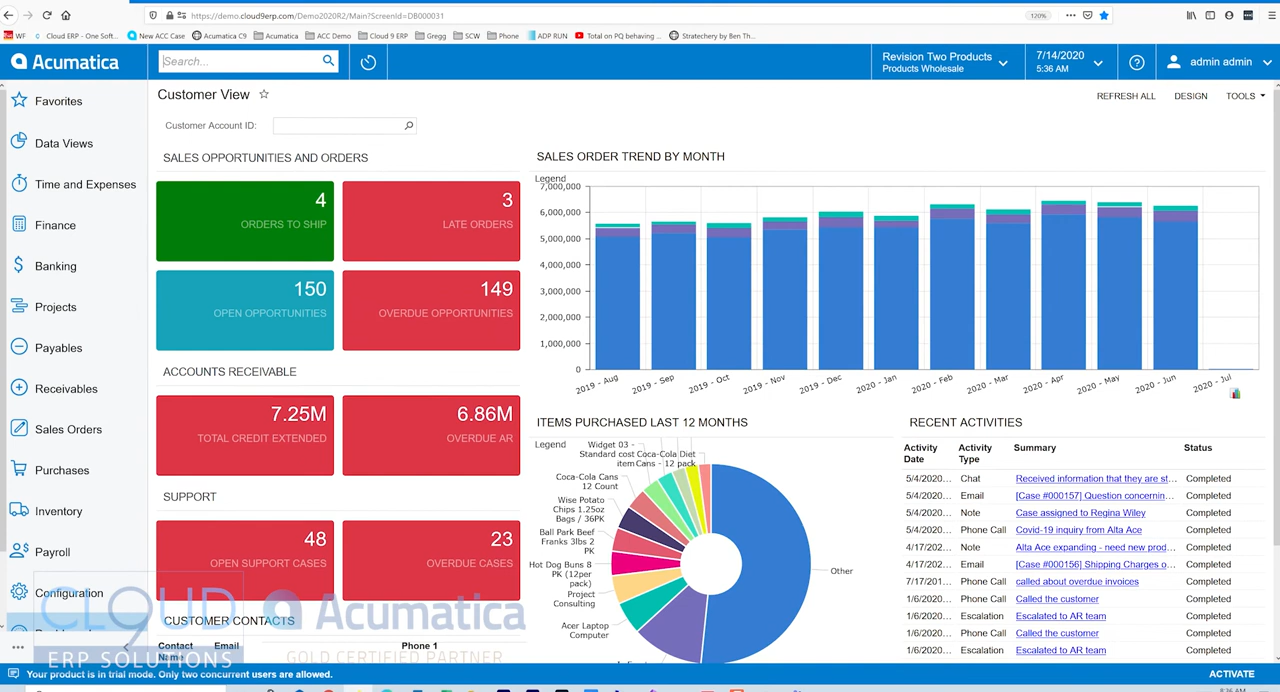 https://demo.cloud9erp.com/Demo2020R2/Main?ScreenId=DB000031
120%
WF
Cloud ERP - One Soft...
New ACC Case
Acumatica C9
Acumatica
ACC Demo
Cloud 9 ERP
Gregg
SCW
Phone
ADP RUN
Total on PQ behaving ...
Stratechery by Ben Th...
Acumatica
Search...
Revision Two Products
Products Wholesale
7/14/2020
5:36 AM
admin admin
Favorites
Data Views
Time and Expenses
Finance
Banking
Projects
Payables
Receivables
Sales Orders
Purchases
Inventory
Payroll
Configuration
Customer View
REFRESH ALL
DESIGN
TOOLS
Customer Account ID:
SALES OPPORTUNITIES AND ORDERS
4
ORDERS TO SHIP
3
LATE ORDERS
150
OPEN OPPORTUNITIES
149
OVERDUE OPPORTUNITIES
ACCOUNTS RECEIVABLE
7.25M
TOTAL CREDIT EXTENDED
6.86M
OVERDUE AR
SUPPORT
48
OPEN SUPPORT CASES
23
OVERDUE CASES
CUSTOMER CONTACTS
Contact Name
Email
Phone 1
SALES ORDER TREND BY MONTH
Legend
7,000,000
6,000,000
5,000,000
4,000,000
3,000,000
2,000,000
1,000,000
0
2019 - Aug
2019 - Sep
2019 - Oct
2019 - Nov
2019 - Dec
2020 - Jan
2020 - Feb
2020 - Mar
2020 - Apr
2020 - May
2020 - Jun
2020 - Jul
ITEMS PURCHASED LAST 12 MONTHS
Legend
Widget 03 -
Standard cost
item
Coca-Cola Diet
Cans - 12 pack
Coca-Cola Cans
12 Count
Wise Potato
Chips 1.25oz
Bags / 36PK
Ball Park Beef
Franks 3lbs 2
PK
Hot Dog Buns 8
PK (12per
pack)
Project
Consulting
Acer Laptop
Computer
Other
RECENT ACTIVITIES
Activity Date
Activity Type
Summary
Status
5/4/2020... Chat Received information that they are st... Completed
5/4/2020... Email [Case #000157] Question concernin... Completed
5/4/2020... Note Case assigned to Regina Wiley Completed
5/4/2020... Phone Call Covid-19 inquiry from Alta Ace Completed
4/17/202... Note Alta Ace expanding - need new prod... Completed
4/17/202... Email [Case #000156] Shipping Charges o... Completed
7/17/201... Phone Call called about overdue invoices Completed
1/6/2020... Phone Call Called the customer Completed
1/6/2020... Escalation Escalated to AR team Completed
1/6/2020... Phone Call Called the customer Completed
1/6/2020... Escalation Escalated to AR team Completed
CLOUD 9
ERP SOLUTIONS
Acumatica
GOLD CERTIFIED PARTNER
Your product is in trial mode. Only two concurrent users are allowed.
ACTIVATE